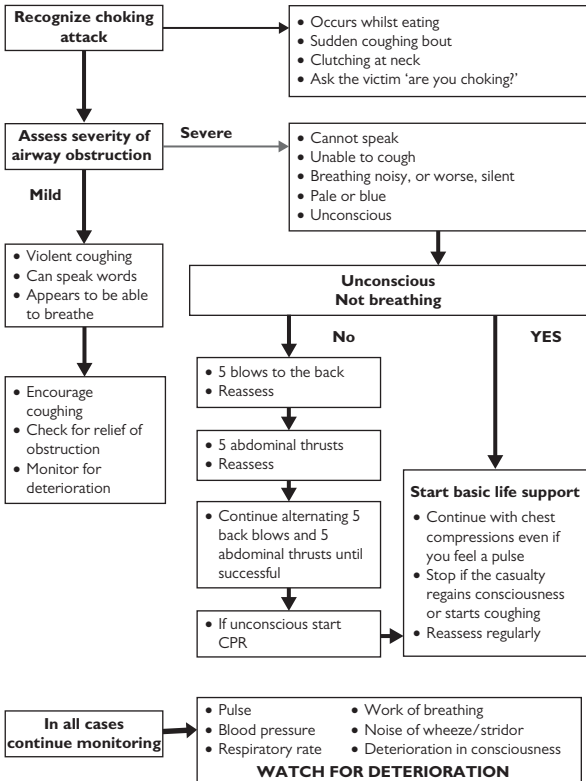 Recognize choking
attack
• Occurs whilst eating
• Sudden coughing bout
• Clutching at neck
• Ask the victim ‘are you choking?’
Assess severity of
airway obstruction
Severe
• Cannot speak
• Unable to cough
• Breathing noisy, or worse, silent
• Pale or blue
• Unconscious
Mild
• Violent coughing
• Can speak words
• Appears to be able
to breathe
• Encourage
coughing
• Check for relief of
obstruction
• Monitor for
deterioration
Unconscious
Not breathing
No
YES
• 5 blows to the back
• Reassess
• 5 abdominal thrusts
• Reassess
• Continue alternating 5
back blows and 5
abdominal thrusts until
successful
• If unconscious start
CPR
Start basic life support
• Continue with chest
compressions even if
you feel a pulse
• Stop if the casualty
regains consciousness
or starts coughing
• Reassess regularly
In all cases
continue monitoring
• Pulse
• Blood pressure
• Respiratory rate
• Work of breathing
• Noise of wheeze/stridor
• Deterioration in consciousness
WATCH FOR DETERIORATION